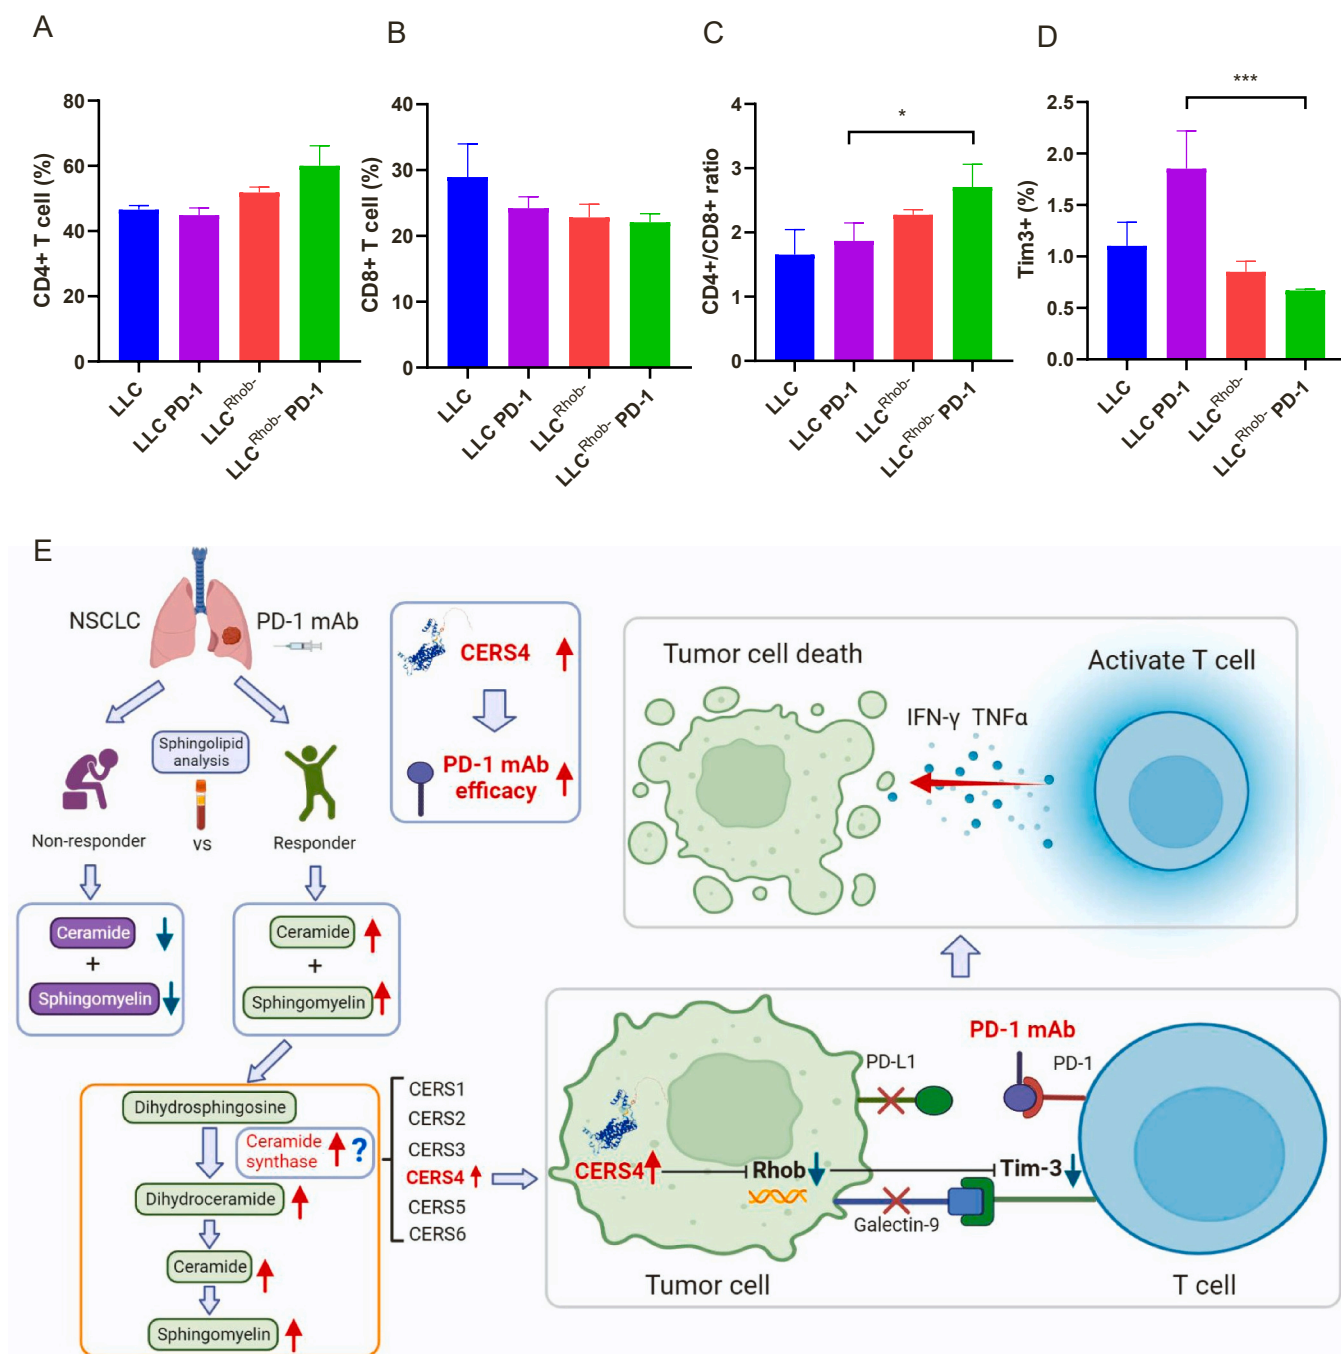 A
CD4+ T cell (%)
80
60
40
20
0
LLC
LLC PD-1
LLC^Rhob-
LLC^Rhob- PD-1
B
CD8+ T cell (%)
40
30
20
10
0
LLC
LLC PD-1
LLC^Rhob-
LLC^Rhob- PD-1
C
CD4+/CD8+ ratio
4
3
2
1
0
*
LLC
LLC PD-1
LLC^Rhob-
LLC^Rhob- PD-1
D
Tim3+ (%)
2.5
2.0
1.5
1.0
0.5
0.0
***
LLC
LLC PD-1
LLC^Rhob-
LLC^Rhob- PD-1
E
NSCLC
PD-1 mAb
Sphingolipid
analysis
Non-responder
vs
Responder
Ceramide
+
Sphingomyelin
Ceramide
+
Sphingomyelin
CERS4
PD-1 mAb
efficacy
Dihydrosphingosine
Ceramide
synthase
?
Dihydroceramide
Ceramide
Sphingomyelin
CERS1
CERS2
CERS3
CERS4
CERS5
CERS6
Tumor cell death
Activate T cell
IFN-γ TNFα
PD-L1
PD-1 mAb
PD-1
CERS4
Rhob
Tim-3
Galectin-9
Tumor cell
T cell